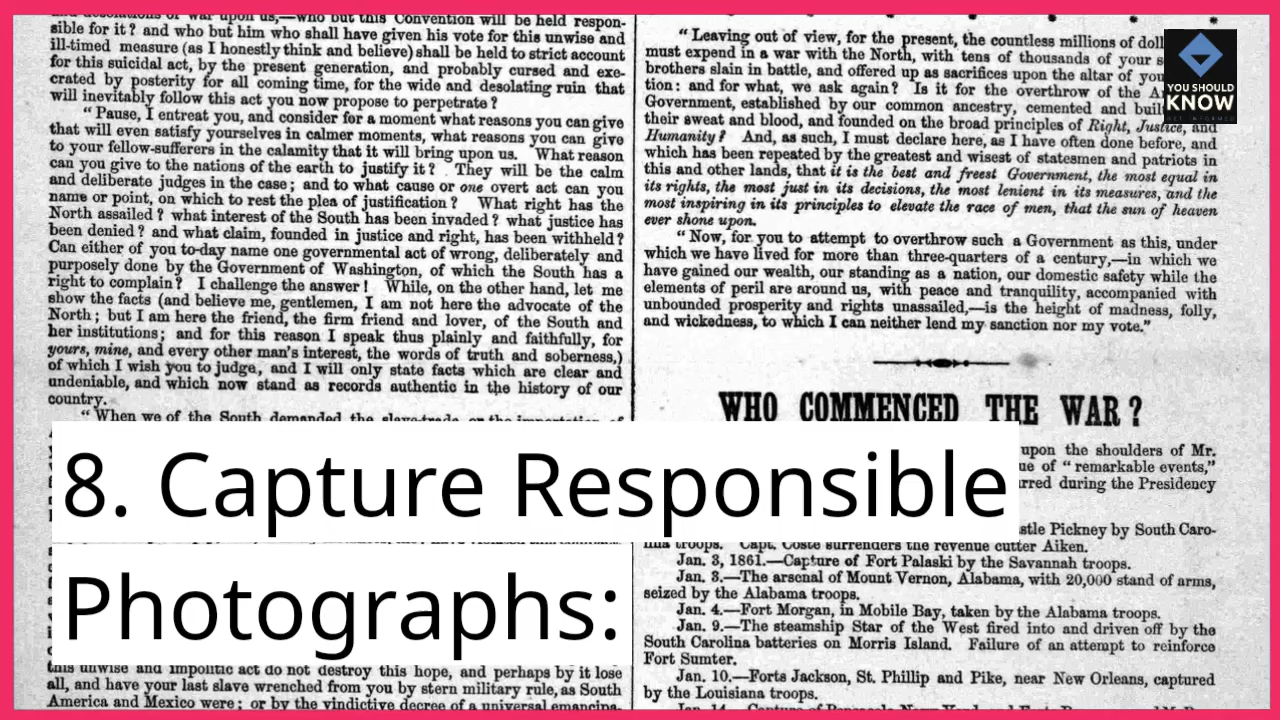 and desolations of war upon us,—who but this Convention will be held respon-
sible for it? and who but him who shall have given his vote for this unwise and
ill-timed measure (as I honestly think and believe) shall be held to strict account
for this suicidal act, by the present generation, and probably cursed and exe-
crated by posterity for all coming time, for the wide and desolating ruin that
will inevitably follow this act you now propose to perpetrate?
"Pause, I entreat you, and consider for a moment what reasons you can give
that will even satisfy yourselves in calmer moments, what reasons you can give
to your fellow-sufferers in the calamity that it will bring upon us. What reason
can you give to the nations of the earth to justify it? They will be the calm
and deliberate judges in the case; and to what cause or one overt act can you
name or point, on which to rest the plea of justification? What right has the
North assailed? what interest of the South has been invaded? what justice has
been denied? and what claim, founded in justice and right, has been withheld?
Can either of you to-day name one governmental act of wrong, deliberately and
purposely done by the Government of Washington, of which the South has a
right to complain? I challenge the answer! While, on the other hand, let me
show the facts (and believe me, gentlemen, I am not here the advocate of the
North; but I am here the friend, the firm friend and lover, of the South and
her institutions; and for this reason I speak thus plainly and faithfully, for
yours, mine, and every other man's interest, the words of truth and soberness,)
of which I wish you to judge, and I will only state facts which are clear and
undeniable, and which now stand as records authentic in the history of our
country.
"When we of the South demanded the slave-trade, or the importation of
this unwise and impolitic act do not destroy this hope, and perhaps by it lose
all, and have your last slave wrenched from you by stern military rule, as South
America and Mexico were; or by the vindictive decree of a universal emancipa-
"Leaving out of view, for the present, the countless millions of doll
must expend in a war with the North, with tens of thousands of your s
brothers slain in battle, and offered up as sacrifices upon the altar of you
tion: and for what, we ask again? Is it for the overthrow of the A
Government, established by our common ancestry, cemented and buil
their sweat and blood, and founded on the broad principles of Right, Justice, and
Humanity? And, as such, I must declare here, as I have often done before, and
which has been repeated by the greatest and wisest of statesmen and patriots in
this and other lands, that it is the best and freest Government, the most equal in
its rights, the most just in its decisions, the most lenient in its measures, and the
most inspiring in its principles to elevate the race of men, that the sun of heaven
ever shone upon.
"Now, for you to attempt to overthrow such a Government as this, under
which we have lived for more than three-quarters of a century,—in which we
have gained our wealth, our standing as a nation, our domestic safety while the
elements of peril are around us, with peace and tranquility, accompanied with
unbounded prosperity and rights unassailed,—is the height of madness, folly,
and wickedness, to which I can neither lend my sanction nor my vote."
WHO COMMENCED THE WAR?
upon the shoulders of Mr.
ue of "remarkable events,"
rred during the Presidency
stle Pickney by South Caro-
lina troops. Capt. Coste surrenders the revenue cutter Aiken.
Jan. 3, 1861.—Capture of Fort Palaski by the Savannah troops.
Jan. 3.—The arsenal of Mount Vernon, Alabama, with 20,000 stand of arms,
seized by the Alabama troops.
Jan. 4.—Fort Morgan, in Mobile Bay, taken by the Alabama troops.
Jan. 9.—The steamship Star of the West fired into and driven off by the
South Carolina batteries on Morris Island. Failure of an attempt to reinforce
Fort Sumter.
Jan. 10.—Forts Jackson, St. Phillip and Pike, near New Orleans, captured
by the Louisiana troops.
YOU SHOULD
KNOW
GET INFORMED
8. Capture Responsible
Photographs: